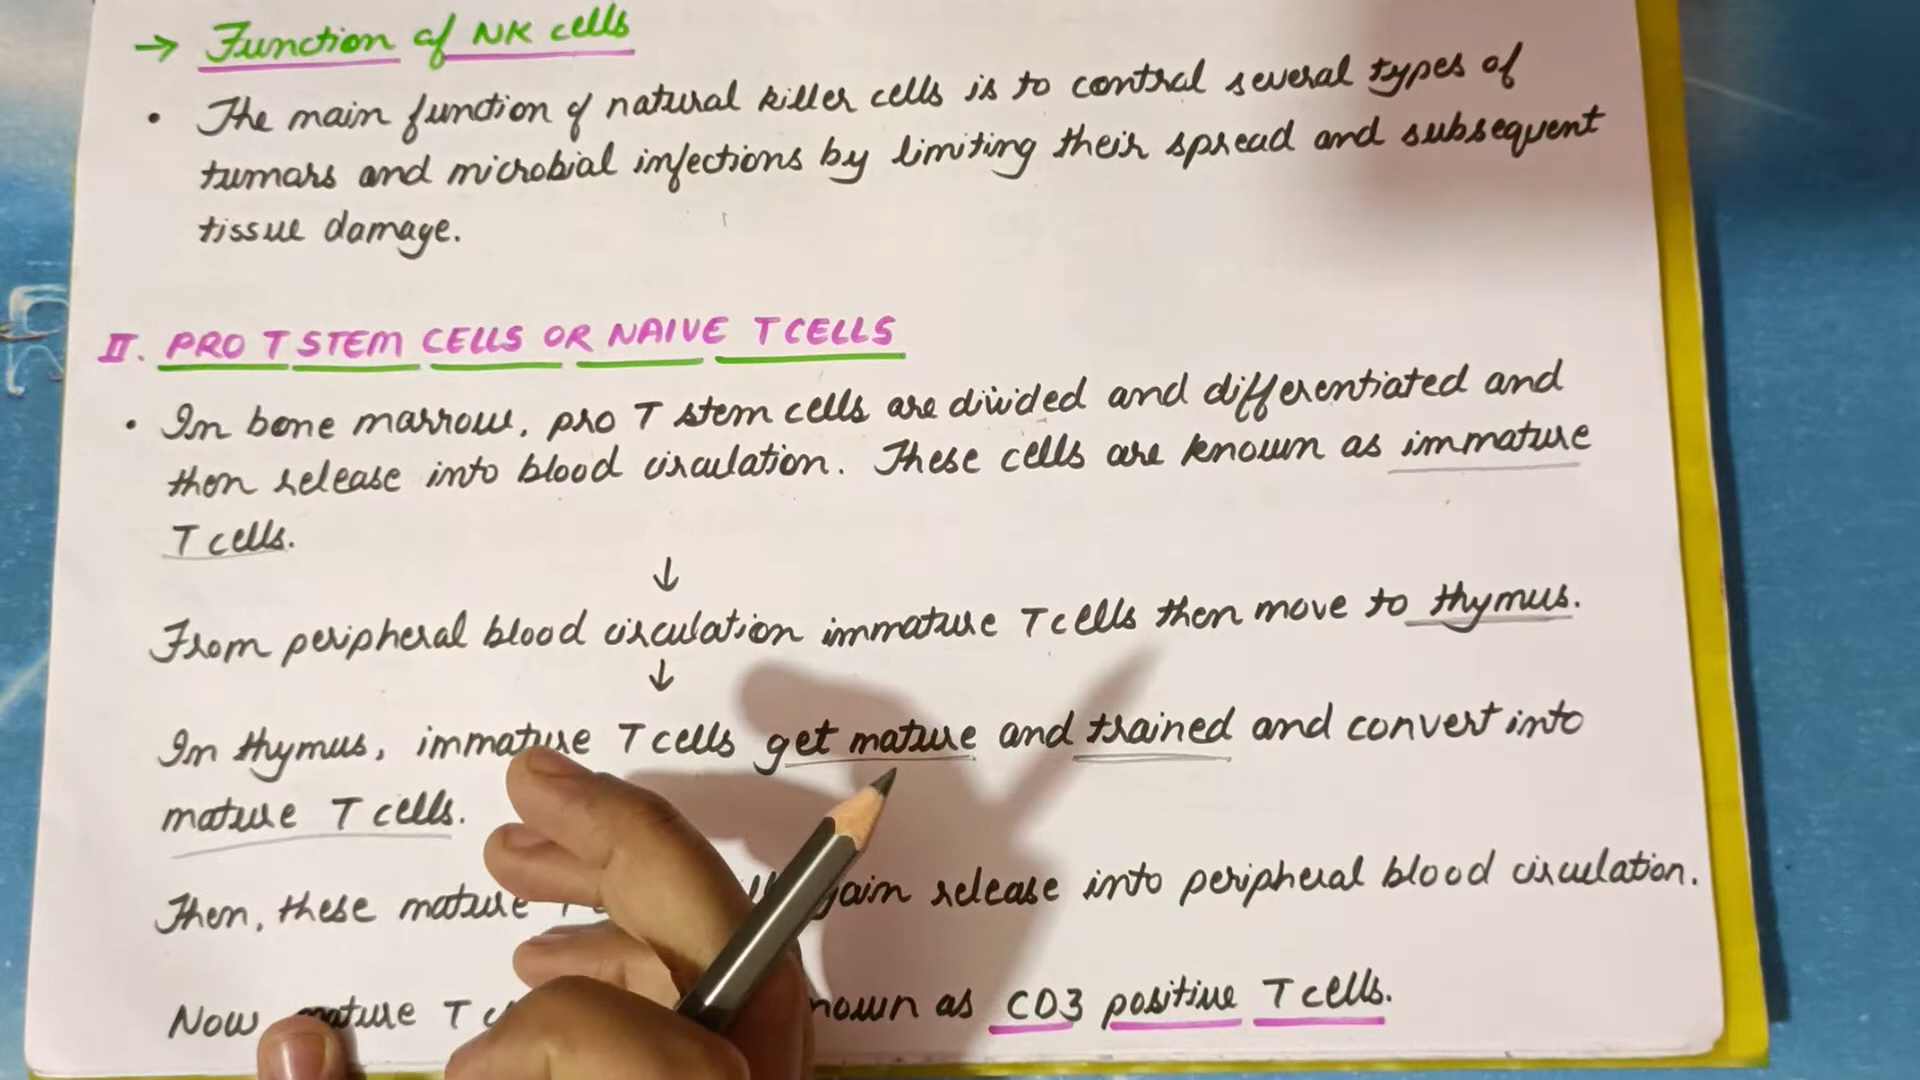 → Function of NK cells
• The main function of natural killer cells is to control several types of
tumars and microbial infections by limiting their spread and subsequent
tissue damage.
II. PRO T STEM CELLS OR NAIVE T CELLS
• In bone marrow, pro T stem cells are divided and differentiated and
then release into blood circulation. These cells are known as immature
T cells.
↓
From peripheral blood circulation immature T cells then move to thymus.
↓
In thymus, immature T cells get mature and trained and convert into
mature T cells.
Then, these mature release into peripheral blood circulation.
Now mature T as CD3 positive T cells.